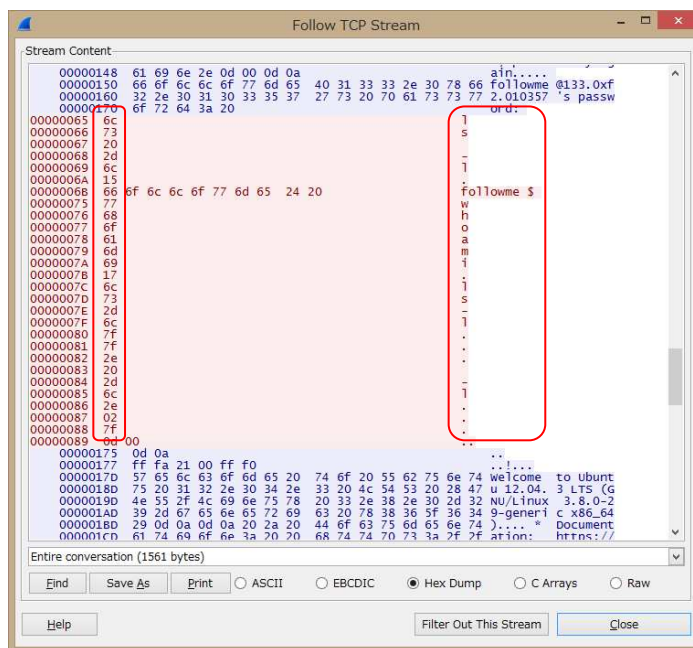 Follow TCP Stream
Stream Content
00000148 61 69 6e 2e 0d 00 0d 0a ain.....
00000150 66 6f 6c 6c 6f 77 6d 65 40 31 33 33 2e 30 78 66 followme @133.0xf
00000160 32 2e 30 31 30 33 35 37 27 73 20 70 61 73 73 77 2.010357 's passw
00000170 6f 72 64 3a 20 ord:
00000065 6c l
00000066 73 s
00000067 20
00000068 2d -
00000069 6c l
0000006A 15 .
0000006B 66 6f 6c 6c 6f 77 6d 65 24 20 followme $
00000075 77 w
00000076 68 h
00000077 6f o
00000078 61 a
00000079 6d m
0000007A 69 i
0000007B 17 .
0000007C 6c l
0000007D 73 s
0000007E 2d -
0000007F 6c l
00000080 7f .
00000081 7f .
00000082 2e .
00000083 20
00000084 2d -
00000085 6c l
00000086 2e .
00000087 02 .
00000088 7f .
00000089 0d 00 ..
00000175 0d 0a ..
00000177 ff fa 21 00 ff f0 ..!...
0000017D 57 65 6c 63 6f 6d 65 20 74 6f 20 55 62 75 6e 74 Welcome to Ubunt
0000018D 75 20 31 32 2e 30 34 2e 33 20 4c 54 53 20 28 47 u 12.04. 3 LTS (G
0000019D 4e 55 2f 4c 69 6e 75 78 20 33 2e 38 2e 30 2d 32 NU/Linux 3.8.0-2
000001AD 39 2d 67 65 6e 65 72 69 63 20 78 38 36 5f 36 34 9-generi c x86_64
000001BD 29 0d 0a 0d 0a 20 2a 20 44 6f 63 75 6d 65 6e 74 ).... * Document
000001CD 61 74 69 6f 6e 3a 20 20 68 74 74 70 73 3a 2f 2f ation: https://
Entire conversation (1561 bytes)
Find Save As Print ASCII EBCDIC Hex Dump C Arrays Raw
Help Filter Out This Stream Close